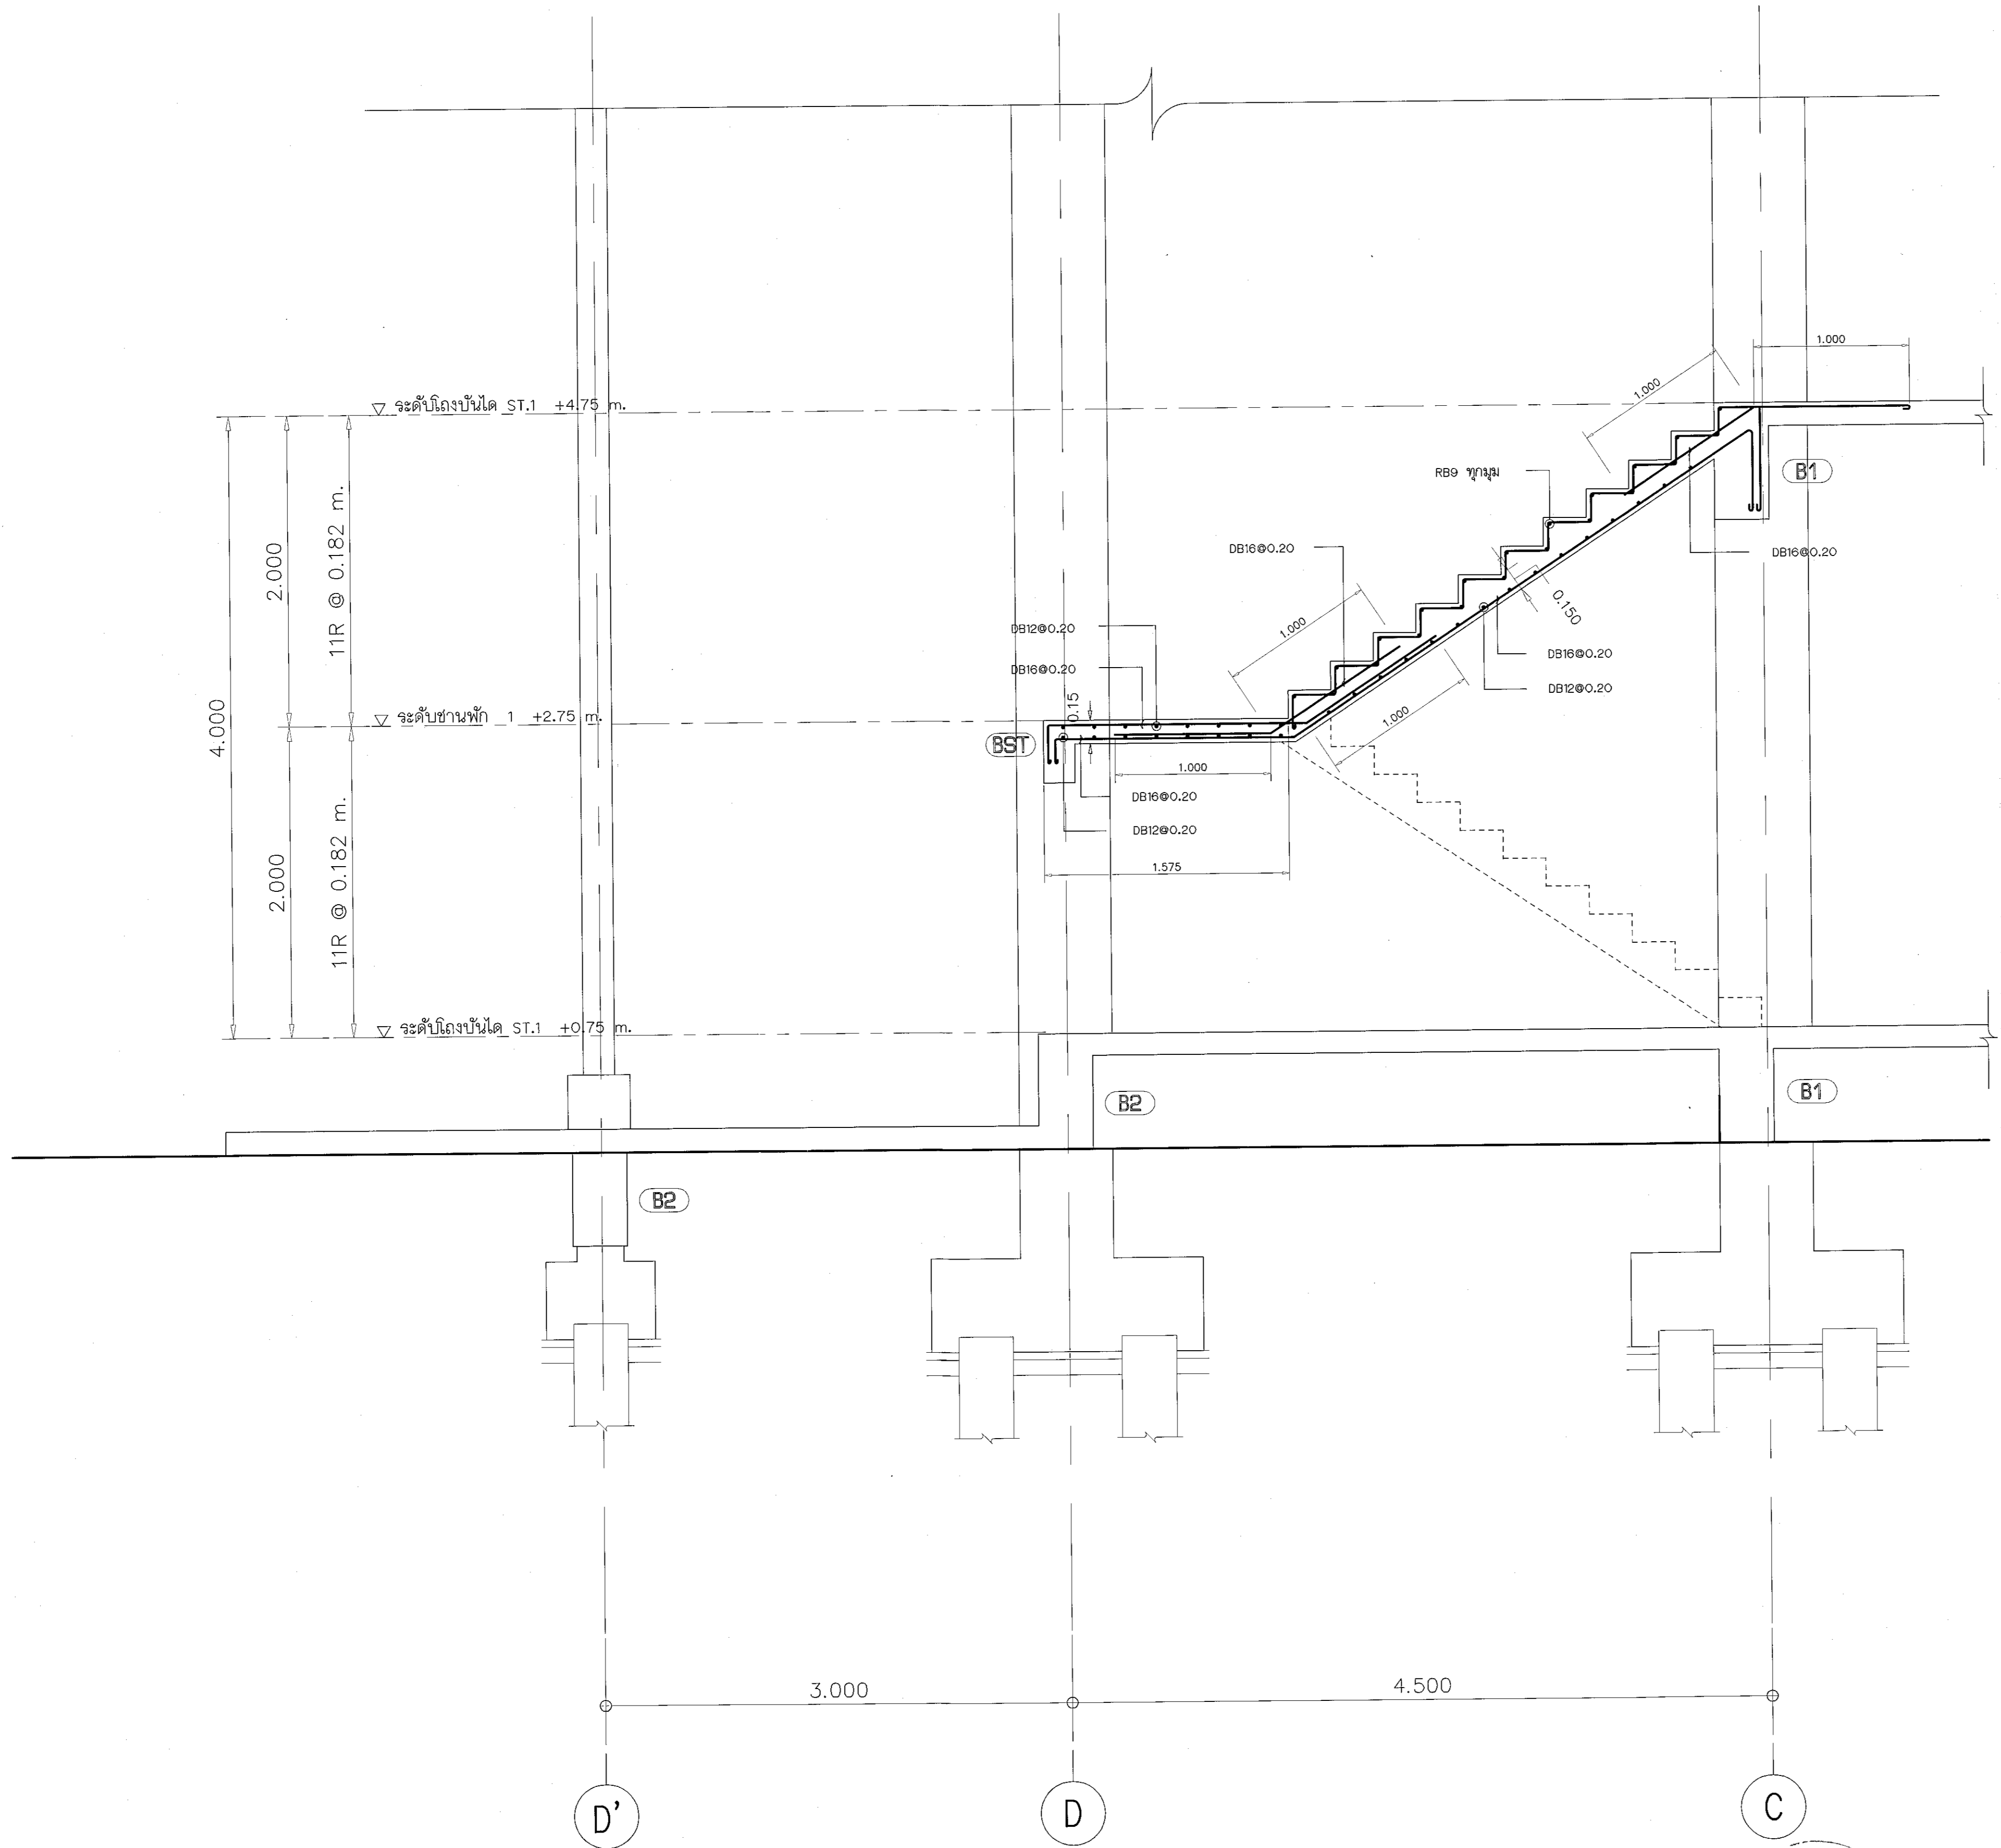 1.000
1.000
▽ ระดับโถงบันได ST.1 +4.75 m.
4.000
2.000
11R @ 0.182 m.
RB9 ทุกมุม
B1
DB16@0.20
DB16@0.20
0.150
DB12@0.20
1.000
DB16@0.20
DB16@0.20
DB12@0.20
0.15
▽ ระดับชานพัก 1 +2.75 m.
1.000
BST
1.000
DB16@0.20
DB12@0.20
1.575
2.000
11R @ 0.182 m.
▽ ระดับโถงบันได ST.1 +0.75 m.
B2
B1
B2
3.000
4.500
D'
D
C